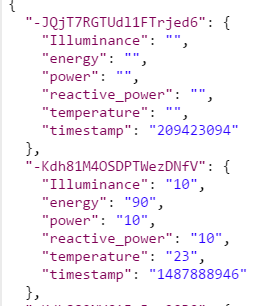 {
"-JQjT7RGTUdl1FTrjed6": {
"Illuminance": "",
"energy": "",
"power": "",
"reactive_power": "",
"temperature": "",
"timestamp": "209423094"
},
"-Kdh81M4OSDPTWezDNfV": {
"Illuminance": "10",
"energy": "90",
"power": "10",
"reactive_power": "10",
"temperature": "23",
"timestamp": "1487888946"
},